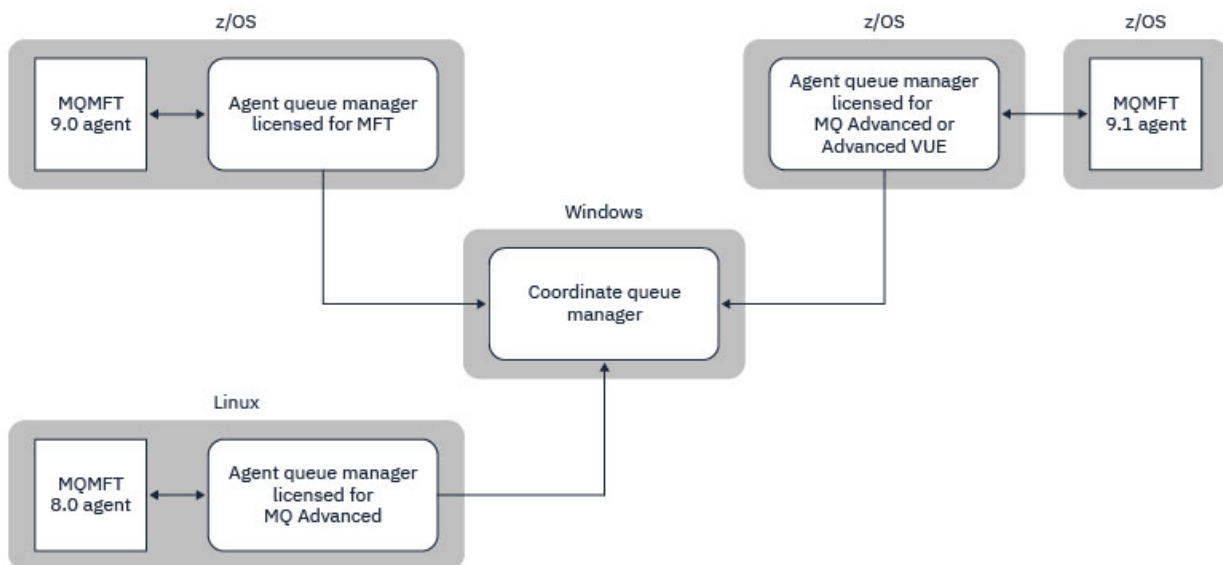 z/OS
z/OS
z/OS
MQMFT
9.0 agent
Agent queue manager
licensed for MFT
Agent queue manager
licensed for
MQ Advanced or
Advanced VUE
MQMFT
9.1 agent
Windows
Coordinate queue
manager
Linux
MQMFT
8.0 agent
Agent queue manager
licensed for
MQ Advanced